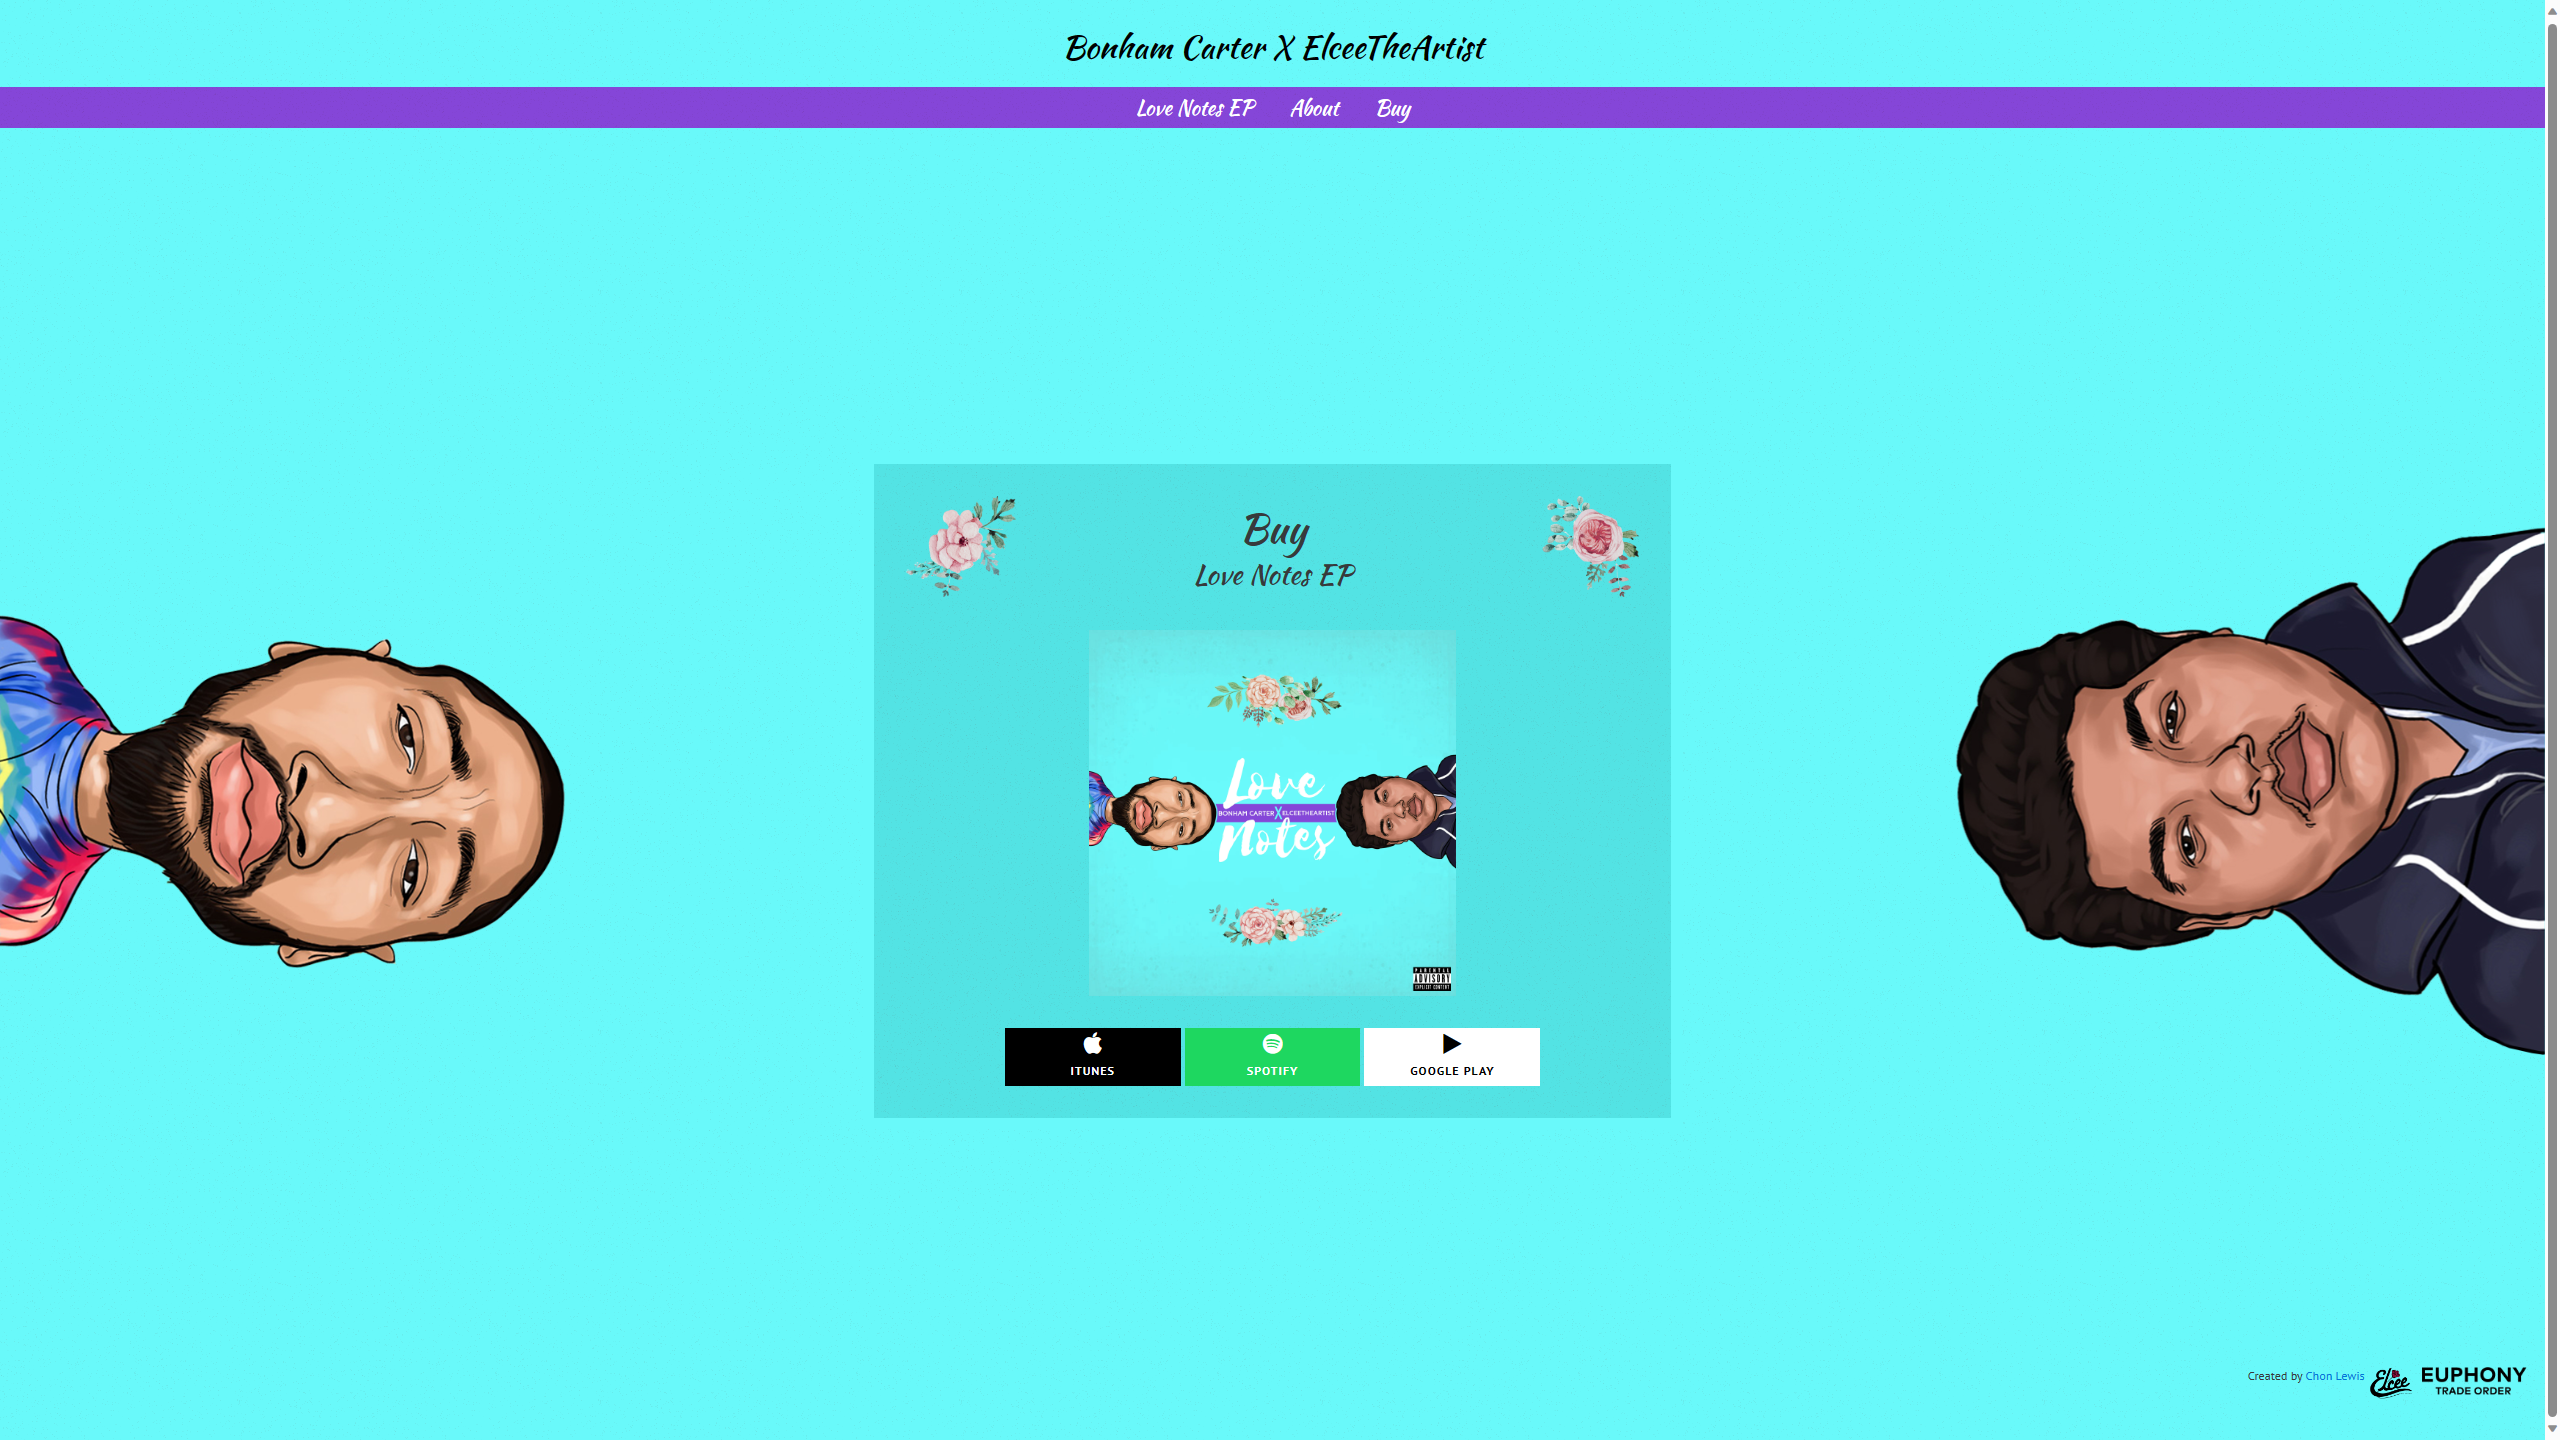 Bonham Carter X ElceeTheArtist
Love Notes EP About Buy
Buy
Love Notes EP
Love
BONHAM CARTER X ELCEETHEARTIST
Notes
PARENTAL
ADVISORY
EXPLICIT CONTENT
ITUNES SPOTIFY GOOGLE PLAY
Created by Chon Lewis Elcee EUPHONY
TRADE ORDER